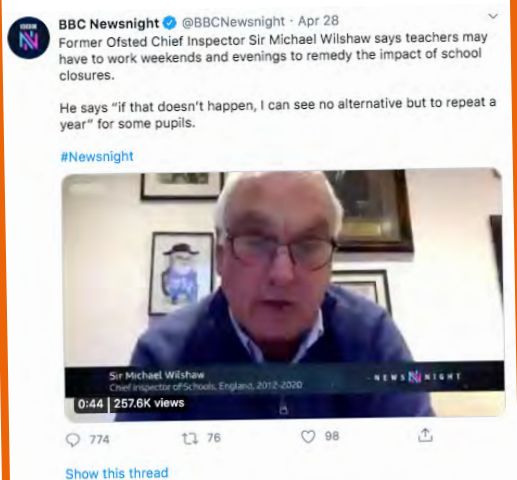 BBC Newsnight @BBCNewsnight · Apr 28
Former Ofsted Chief Inspector Sir Michael Wilshaw says teachers may
have to work weekends and evenings to remedy the impact of school
closures.
He says “if that doesn’t happen, I can see no alternative but to repeat a
year” for some pupils.
#Newsnight
Sir Michael Wilshaw
Chief Inspector of Schools, England, 2012-2020
NEWSNIGHT
0:44 | 257.6K views
774
76
98
Show this thread